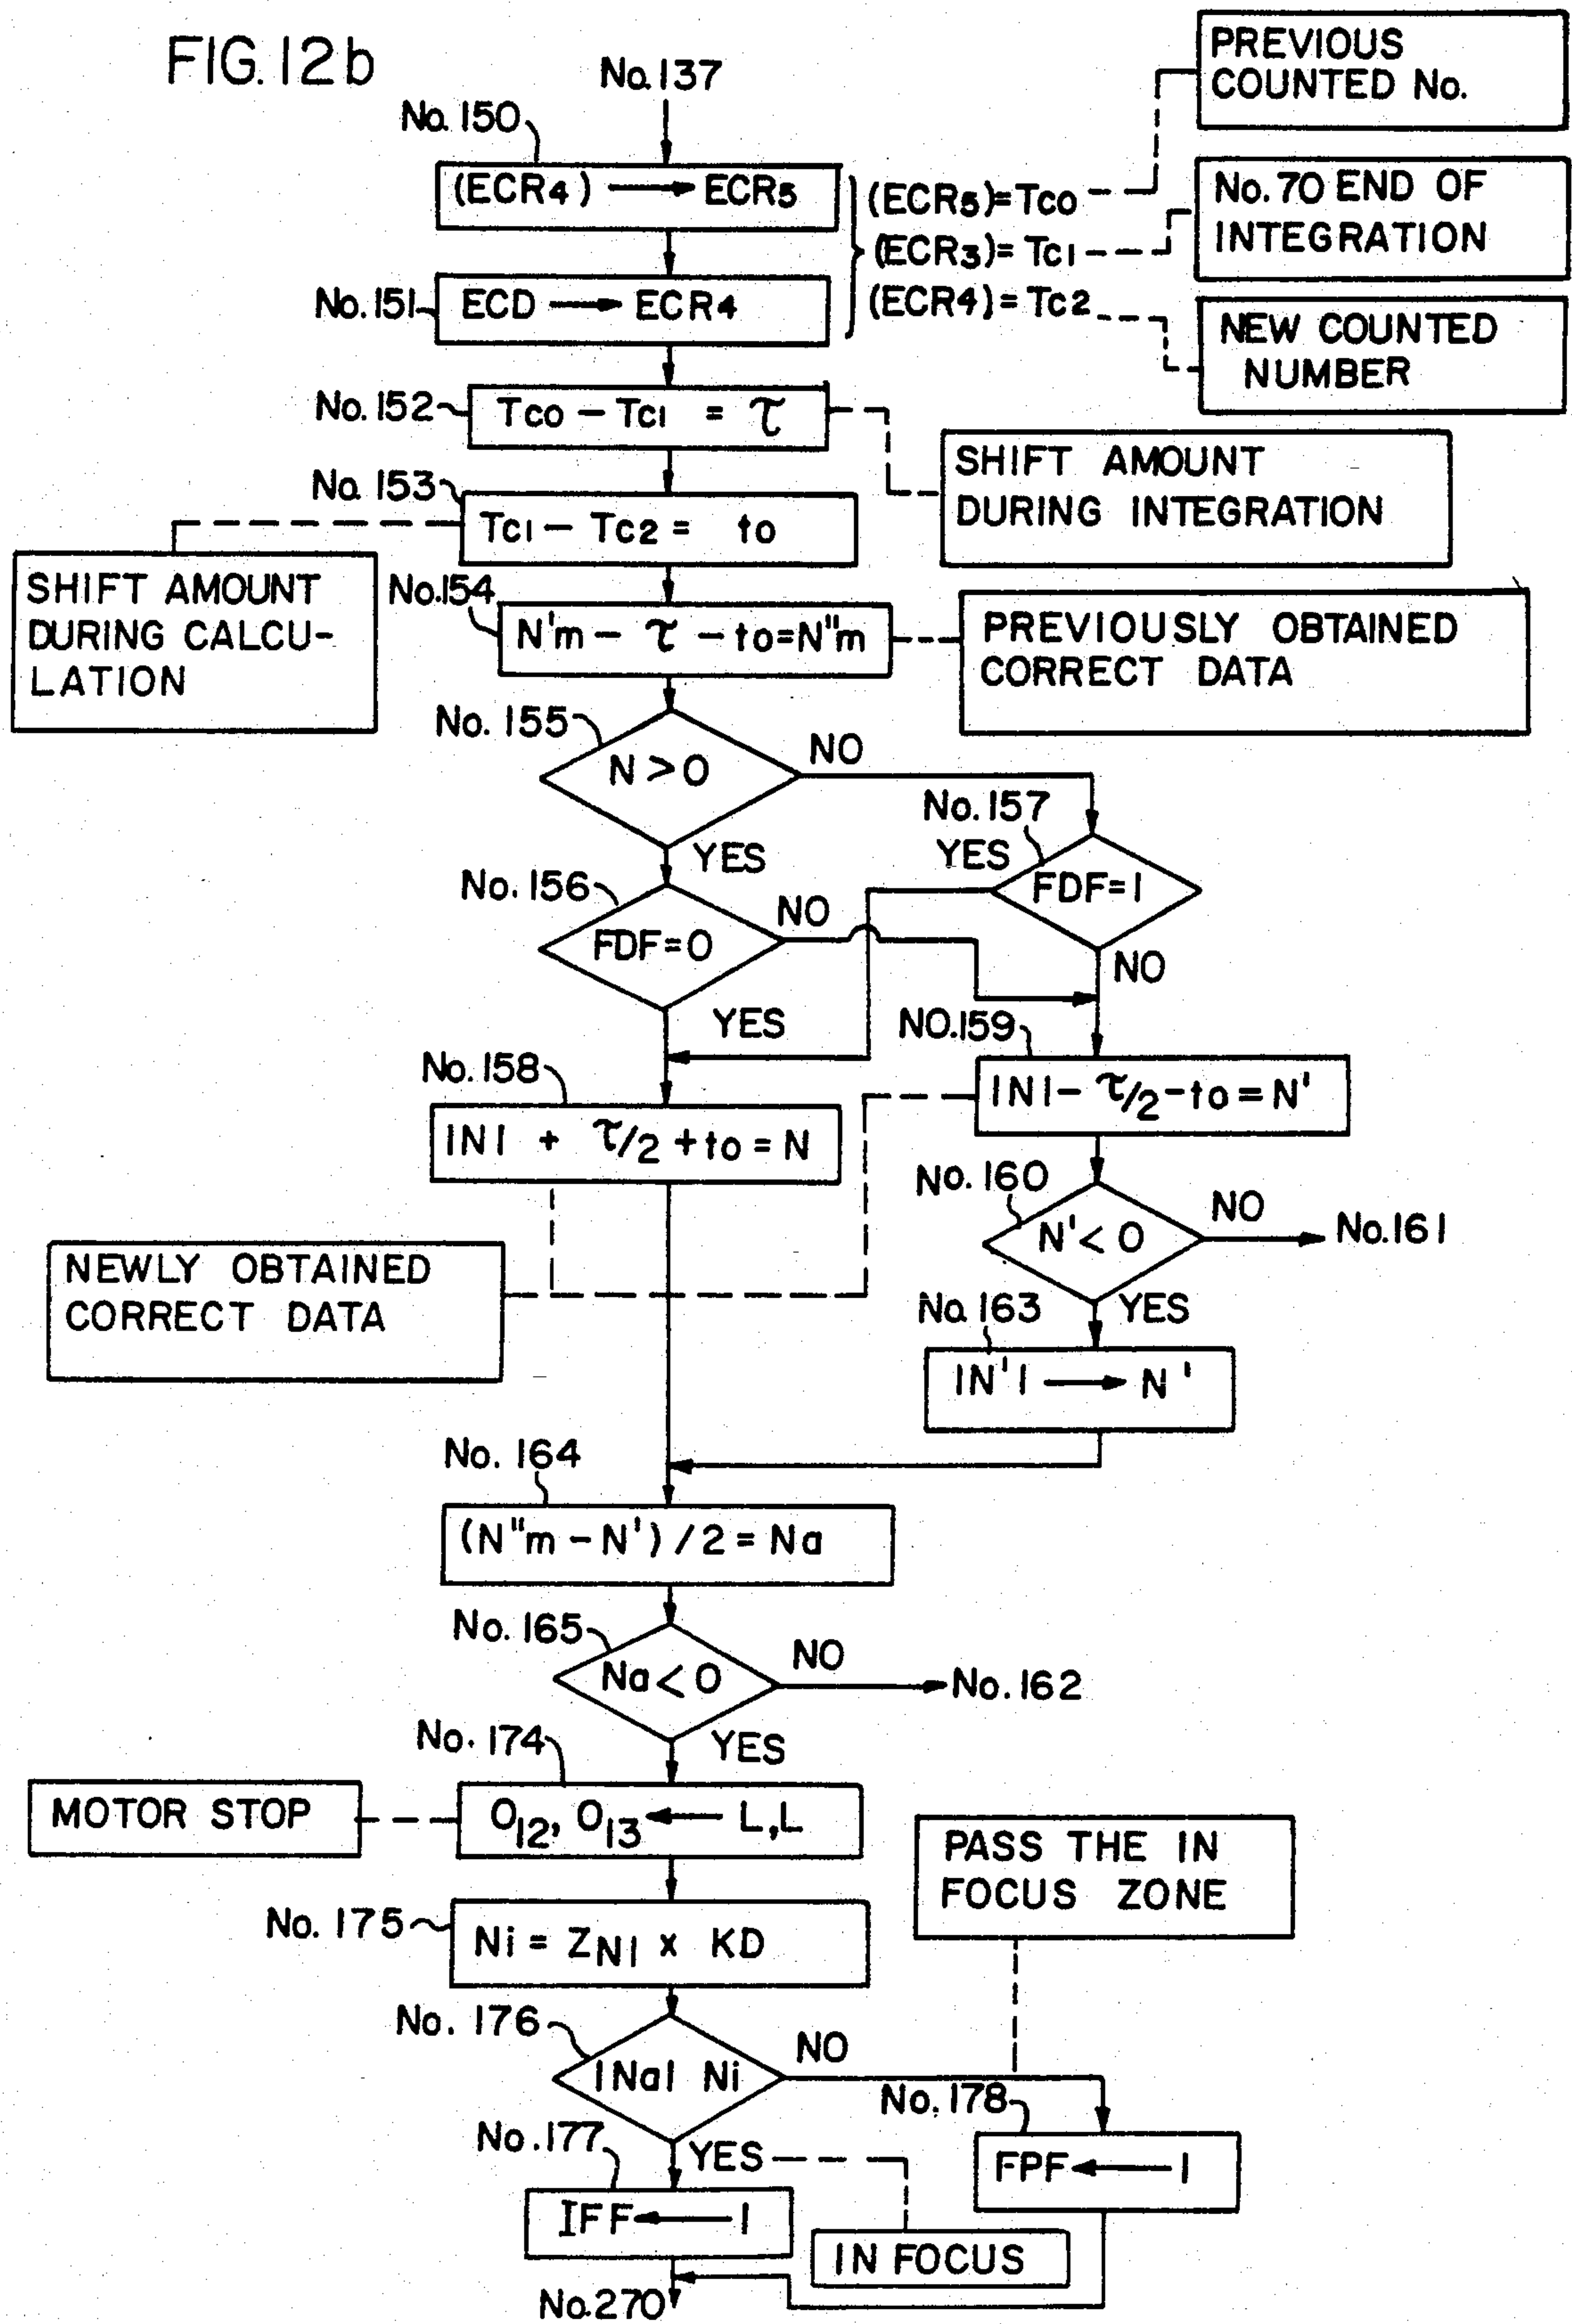 FIG. 12b
No.137
PREVIOUS
COUNTED No.
No. 150
(ECR4) → ECR5
(ECR5)=Tco
No. 70 END OF
INTEGRATION
(ECR3)=Tc1
No.151
ECD → ECR4
(ECR4)=Tc2
NEW COUNTED
NUMBER
No.152
Tco - Tc1 = τ
SHIFT AMOUNT
DURING INTEGRATION
No. 153
Tc1 - Tc2 = to
SHIFT AMOUNT
DURING CALCU-
LATION
No.154
N'm - τ - to=N"m
PREVIOUSLY OBTAINED
CORRECT DATA
No. 155
N > 0
NO
YES
No.157
YES
FDF=1
NO
No. 156
FDF=0
NO
YES
NO.159
|N|- τ/2-to=N'
No. 158
|N| + τ/2 +to=N
No. 160
N'< 0
NO
No.161
YES
NEWLY OBTAINED
CORRECT DATA
No. 163
|N'| → N'
No. 164
(N"m - N') /2 = Na
No. 165
Na< 0
NO
No. 162
YES
No. 174
MOTOR STOP
O12, O13 ← L,L
PASS THE IN
FOCUS ZONE
No. 175
Ni = ZN1 x KD
No. 176
|Na| Ni
NO
No. 178
FPF ← 1
No.177
YES
IFF ← 1
IN FOCUS
No.270